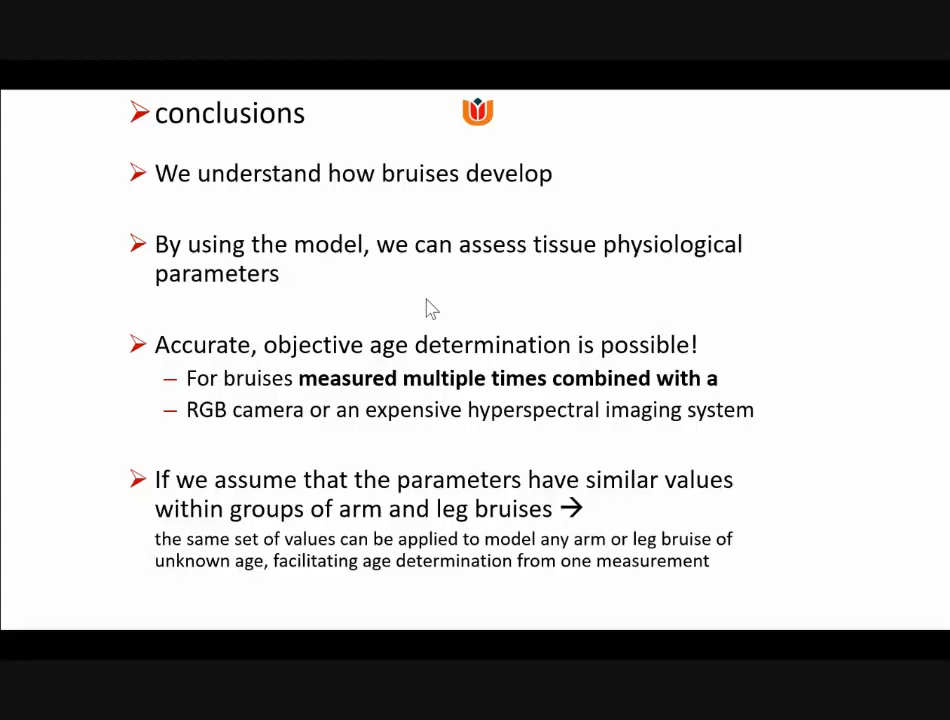 conclusions
We understand how bruises develop
By using the model, we can assess tissue physiological
parameters
Accurate, objective age determination is possible!
– For bruises measured multiple times combined with a
– RGB camera or an expensive hyperspectral imaging system
If we assume that the parameters have similar values
within groups of arm and leg bruises →
the same set of values can be applied to model any arm or leg bruise of
unknown age, facilitating age determination from one measurement